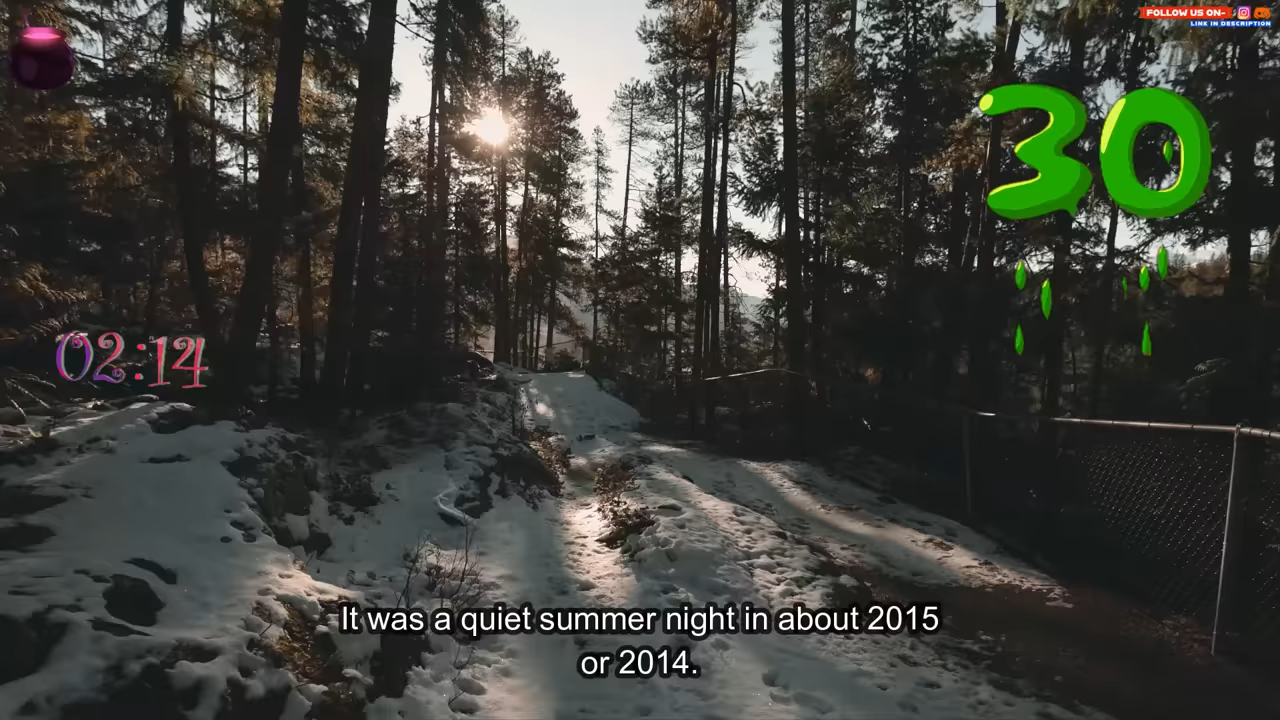 FOLLOW US ON-
LINK IN DESCRIPTION
30
02:14
It was a quiet summer night in about 2015
or 2014.